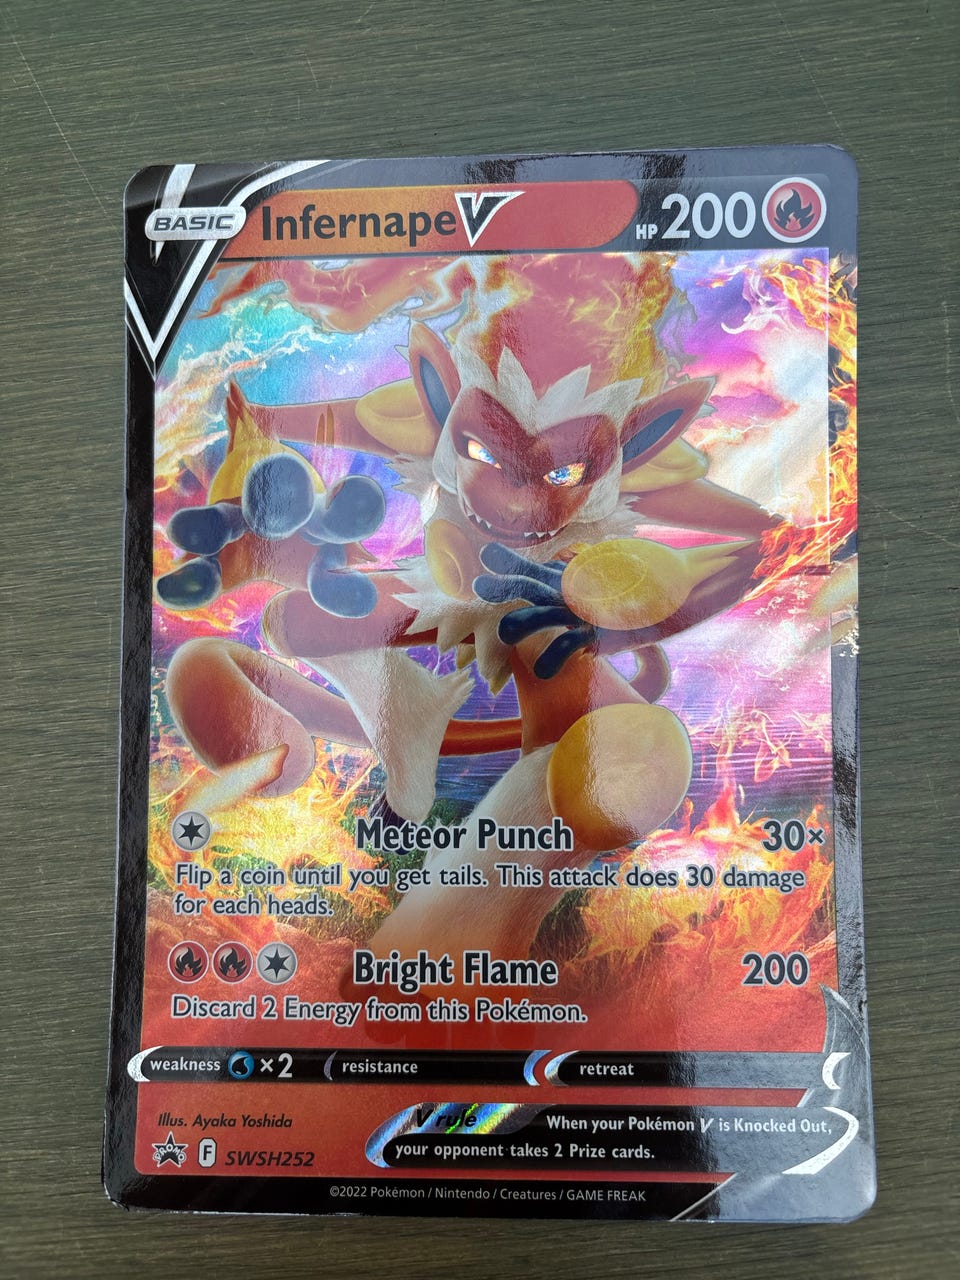 BASIC Infernape V HP 200
Meteor Punch 30×
Flip a coin until you get tails. This attack does 30 damage
for each heads.
Bright Flame 200
Discard 2 Energy from this Pokémon.
weakness ×2 resistance retreat
Illus. Ayaka Yoshida
V rule When your Pokémon V is Knocked Out,
your opponent takes 2 Prize cards.
PROMO F SWSH252
©2022 Pokémon / Nintendo / Creatures / GAME FREAK